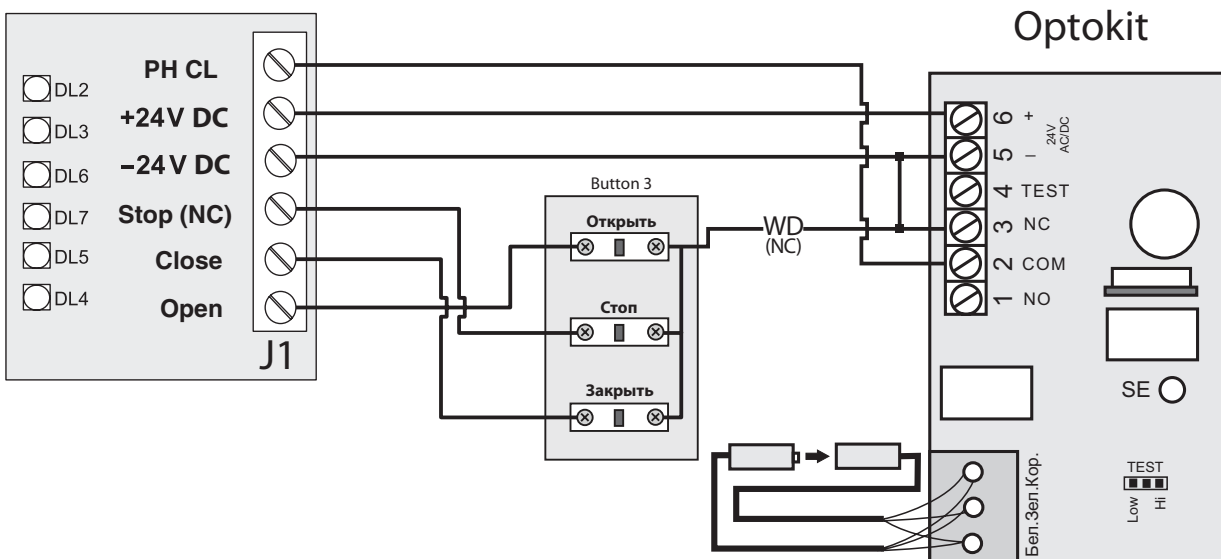 Optokit
DL2
DL3
DL6
DL7
DL5
DL4
PH CL
+24V DC
–24V DC
Stop (NC)
Close
Open
J1
Button 3
Открыть
Стоп
Закрыть
WD
(NC)
6 +
5 –
24V
AC/DC
4 TEST
3 NC
2 COM
1 NO
SE
TEST
Low
Hi
Бел.Зел.Кор.